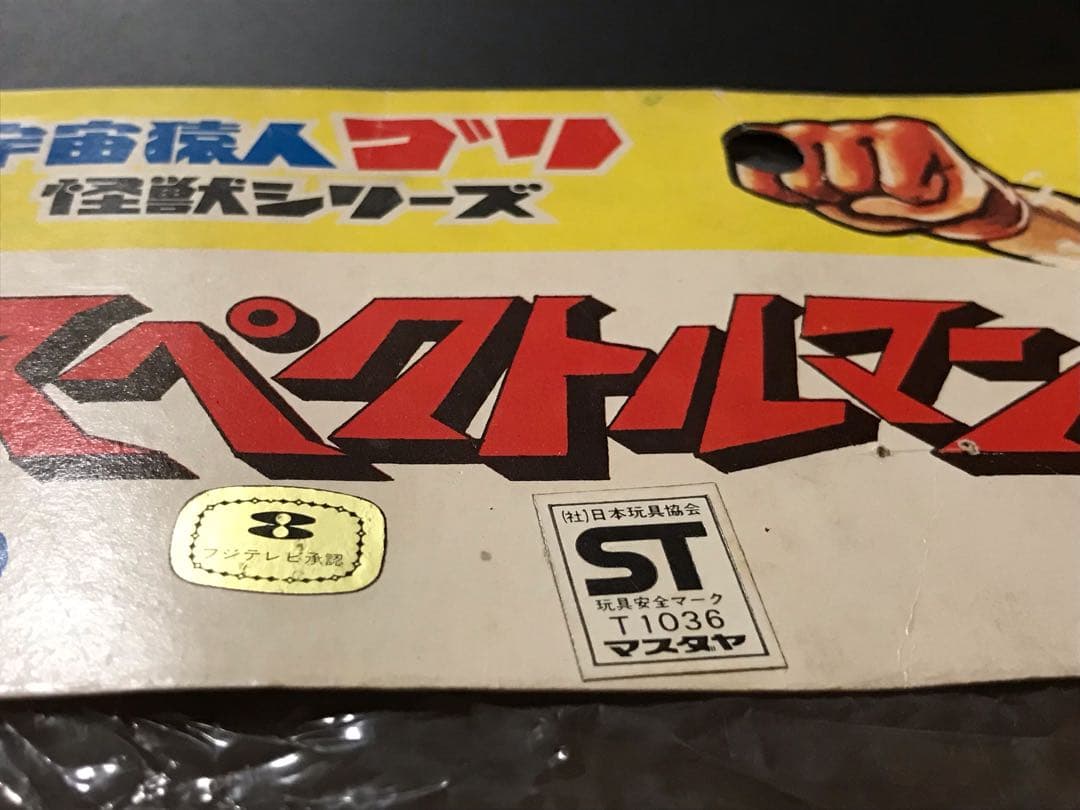 宇宙猿人ゴリ
怪獣シリーズ
スペクトルマン
8
フジテレビ承認
(社)日本玩具協会
ST
玩具安全マーク
T1036
マスダヤ